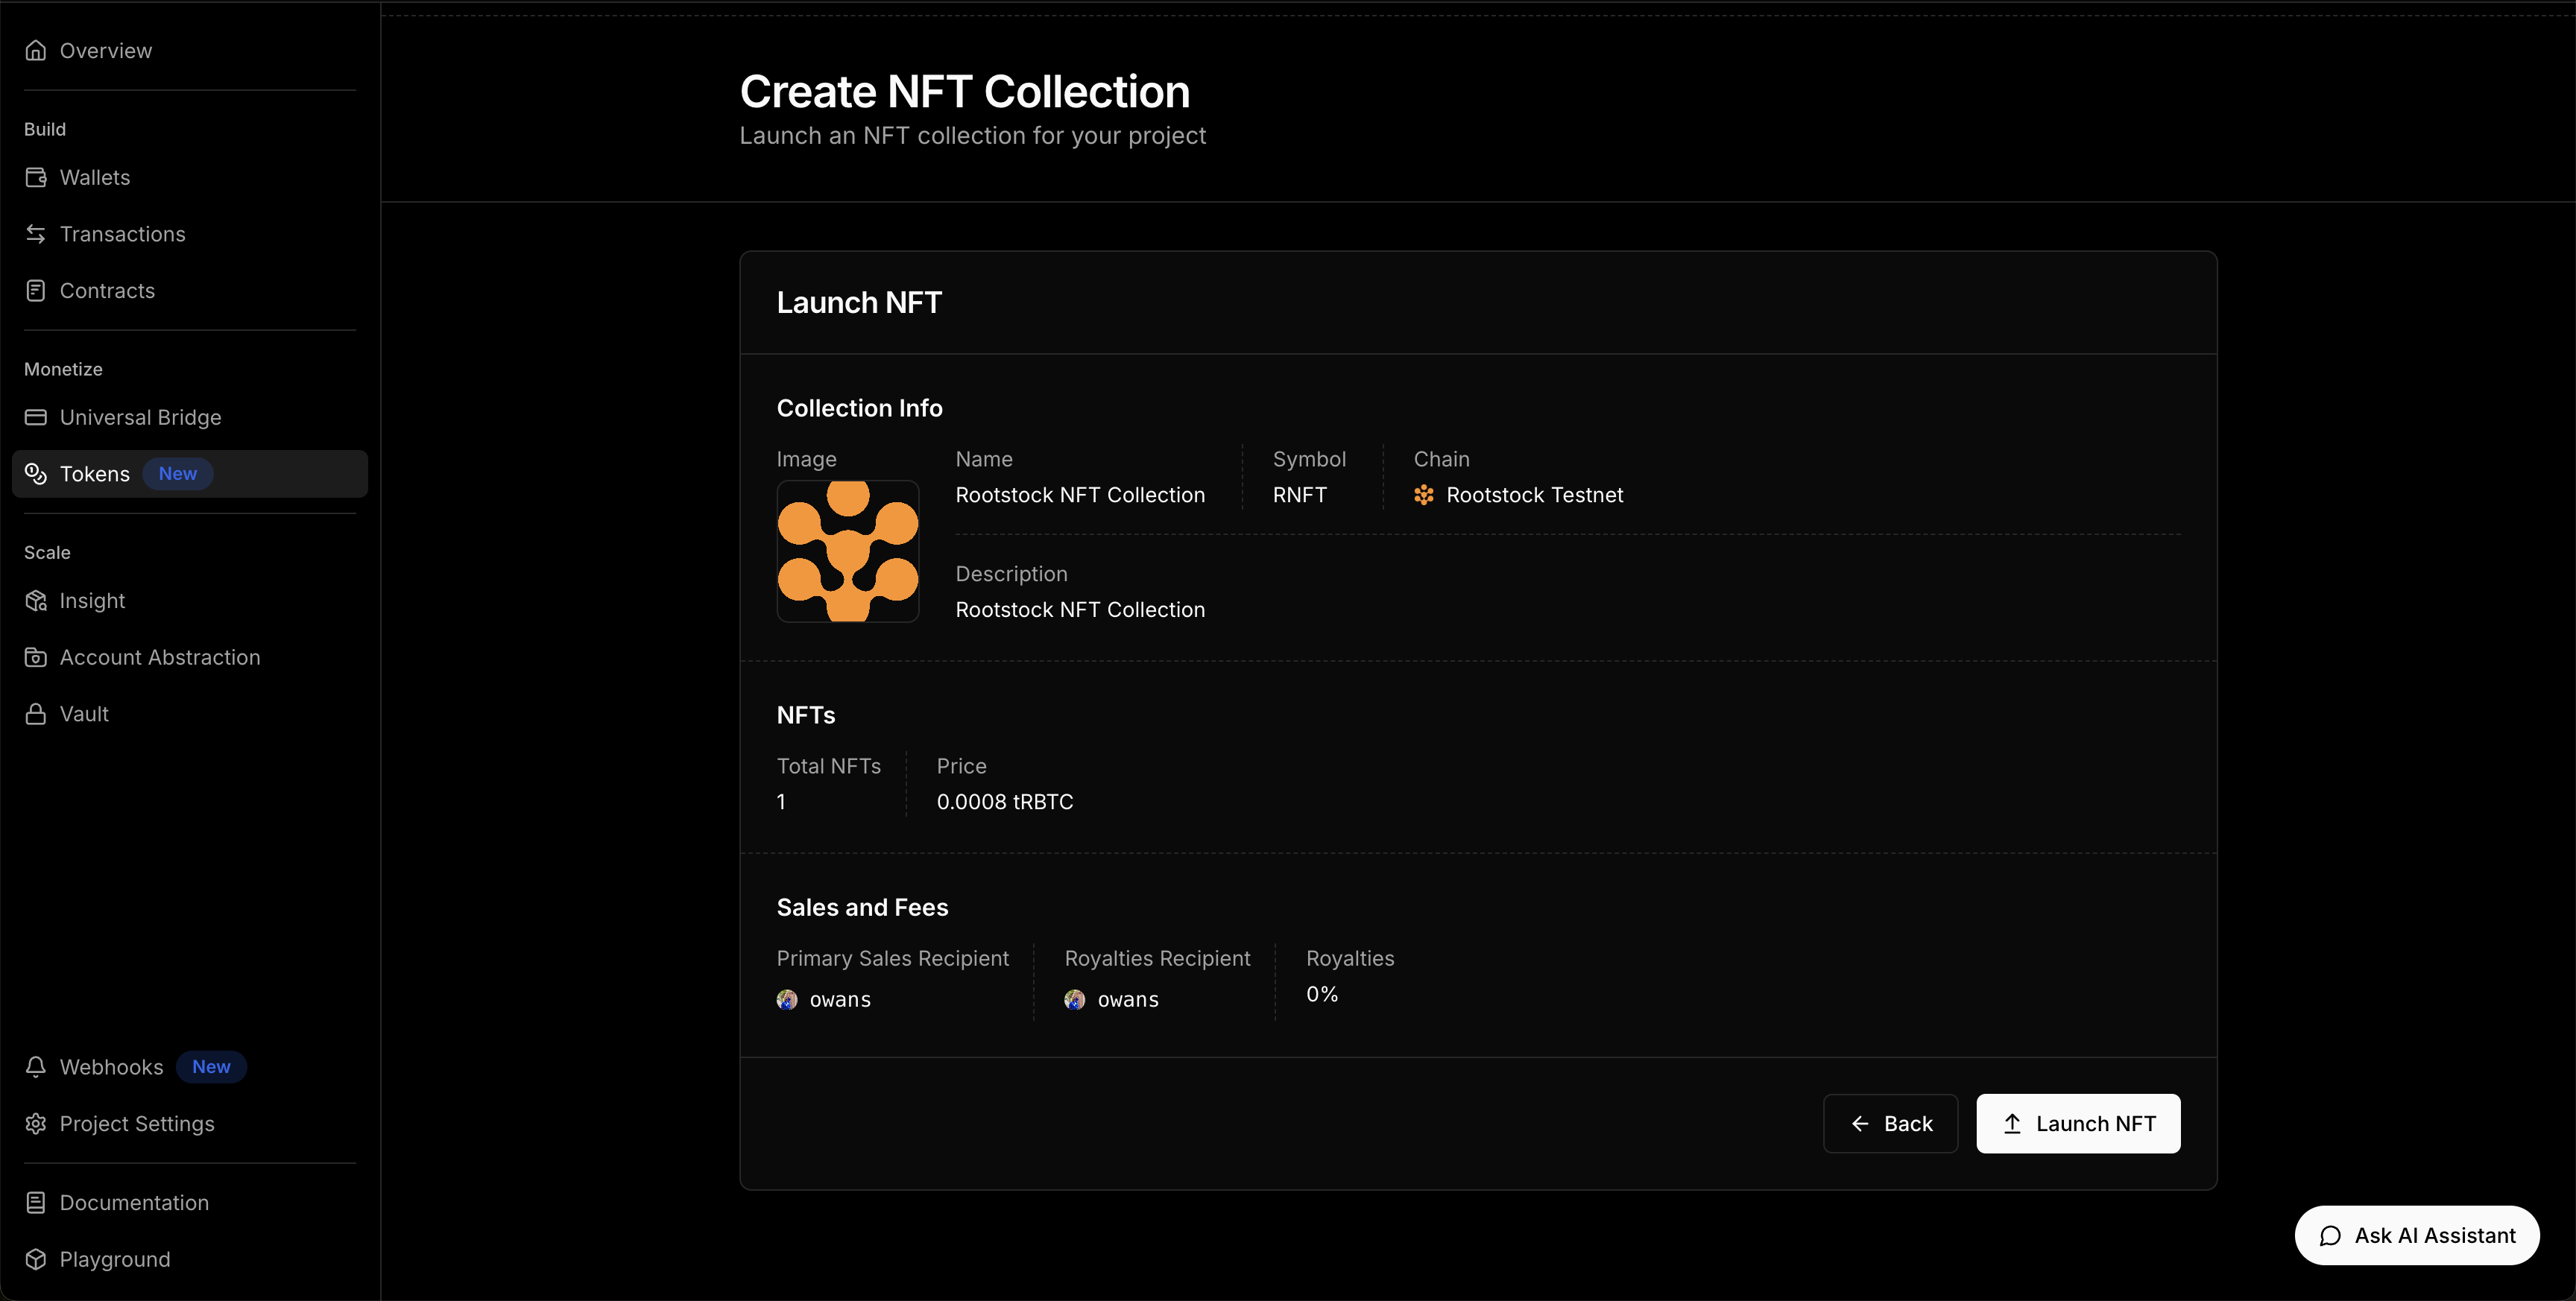 Overview
Build
Wallets
Transactions
Contracts
Monetize
Universal Bridge
Tokens New
Scale
Insight
Account Abstraction
Vault
Webhooks New
Project Settings
Documentation
Playground
Create NFT Collection
Launch an NFT collection for your project
Launch NFT
Collection Info
Image
Name
Rootstock NFT Collection
Symbol
RNFT
Chain
Rootstock Testnet
Description
Rootstock NFT Collection
NFTs
Total NFTs
1
Price
0.0008 tRBTC
Sales and Fees
Primary Sales Recipient
owans
Royalties Recipient
owans
Royalties
0%
Back
Launch NFT
Ask AI Assistant